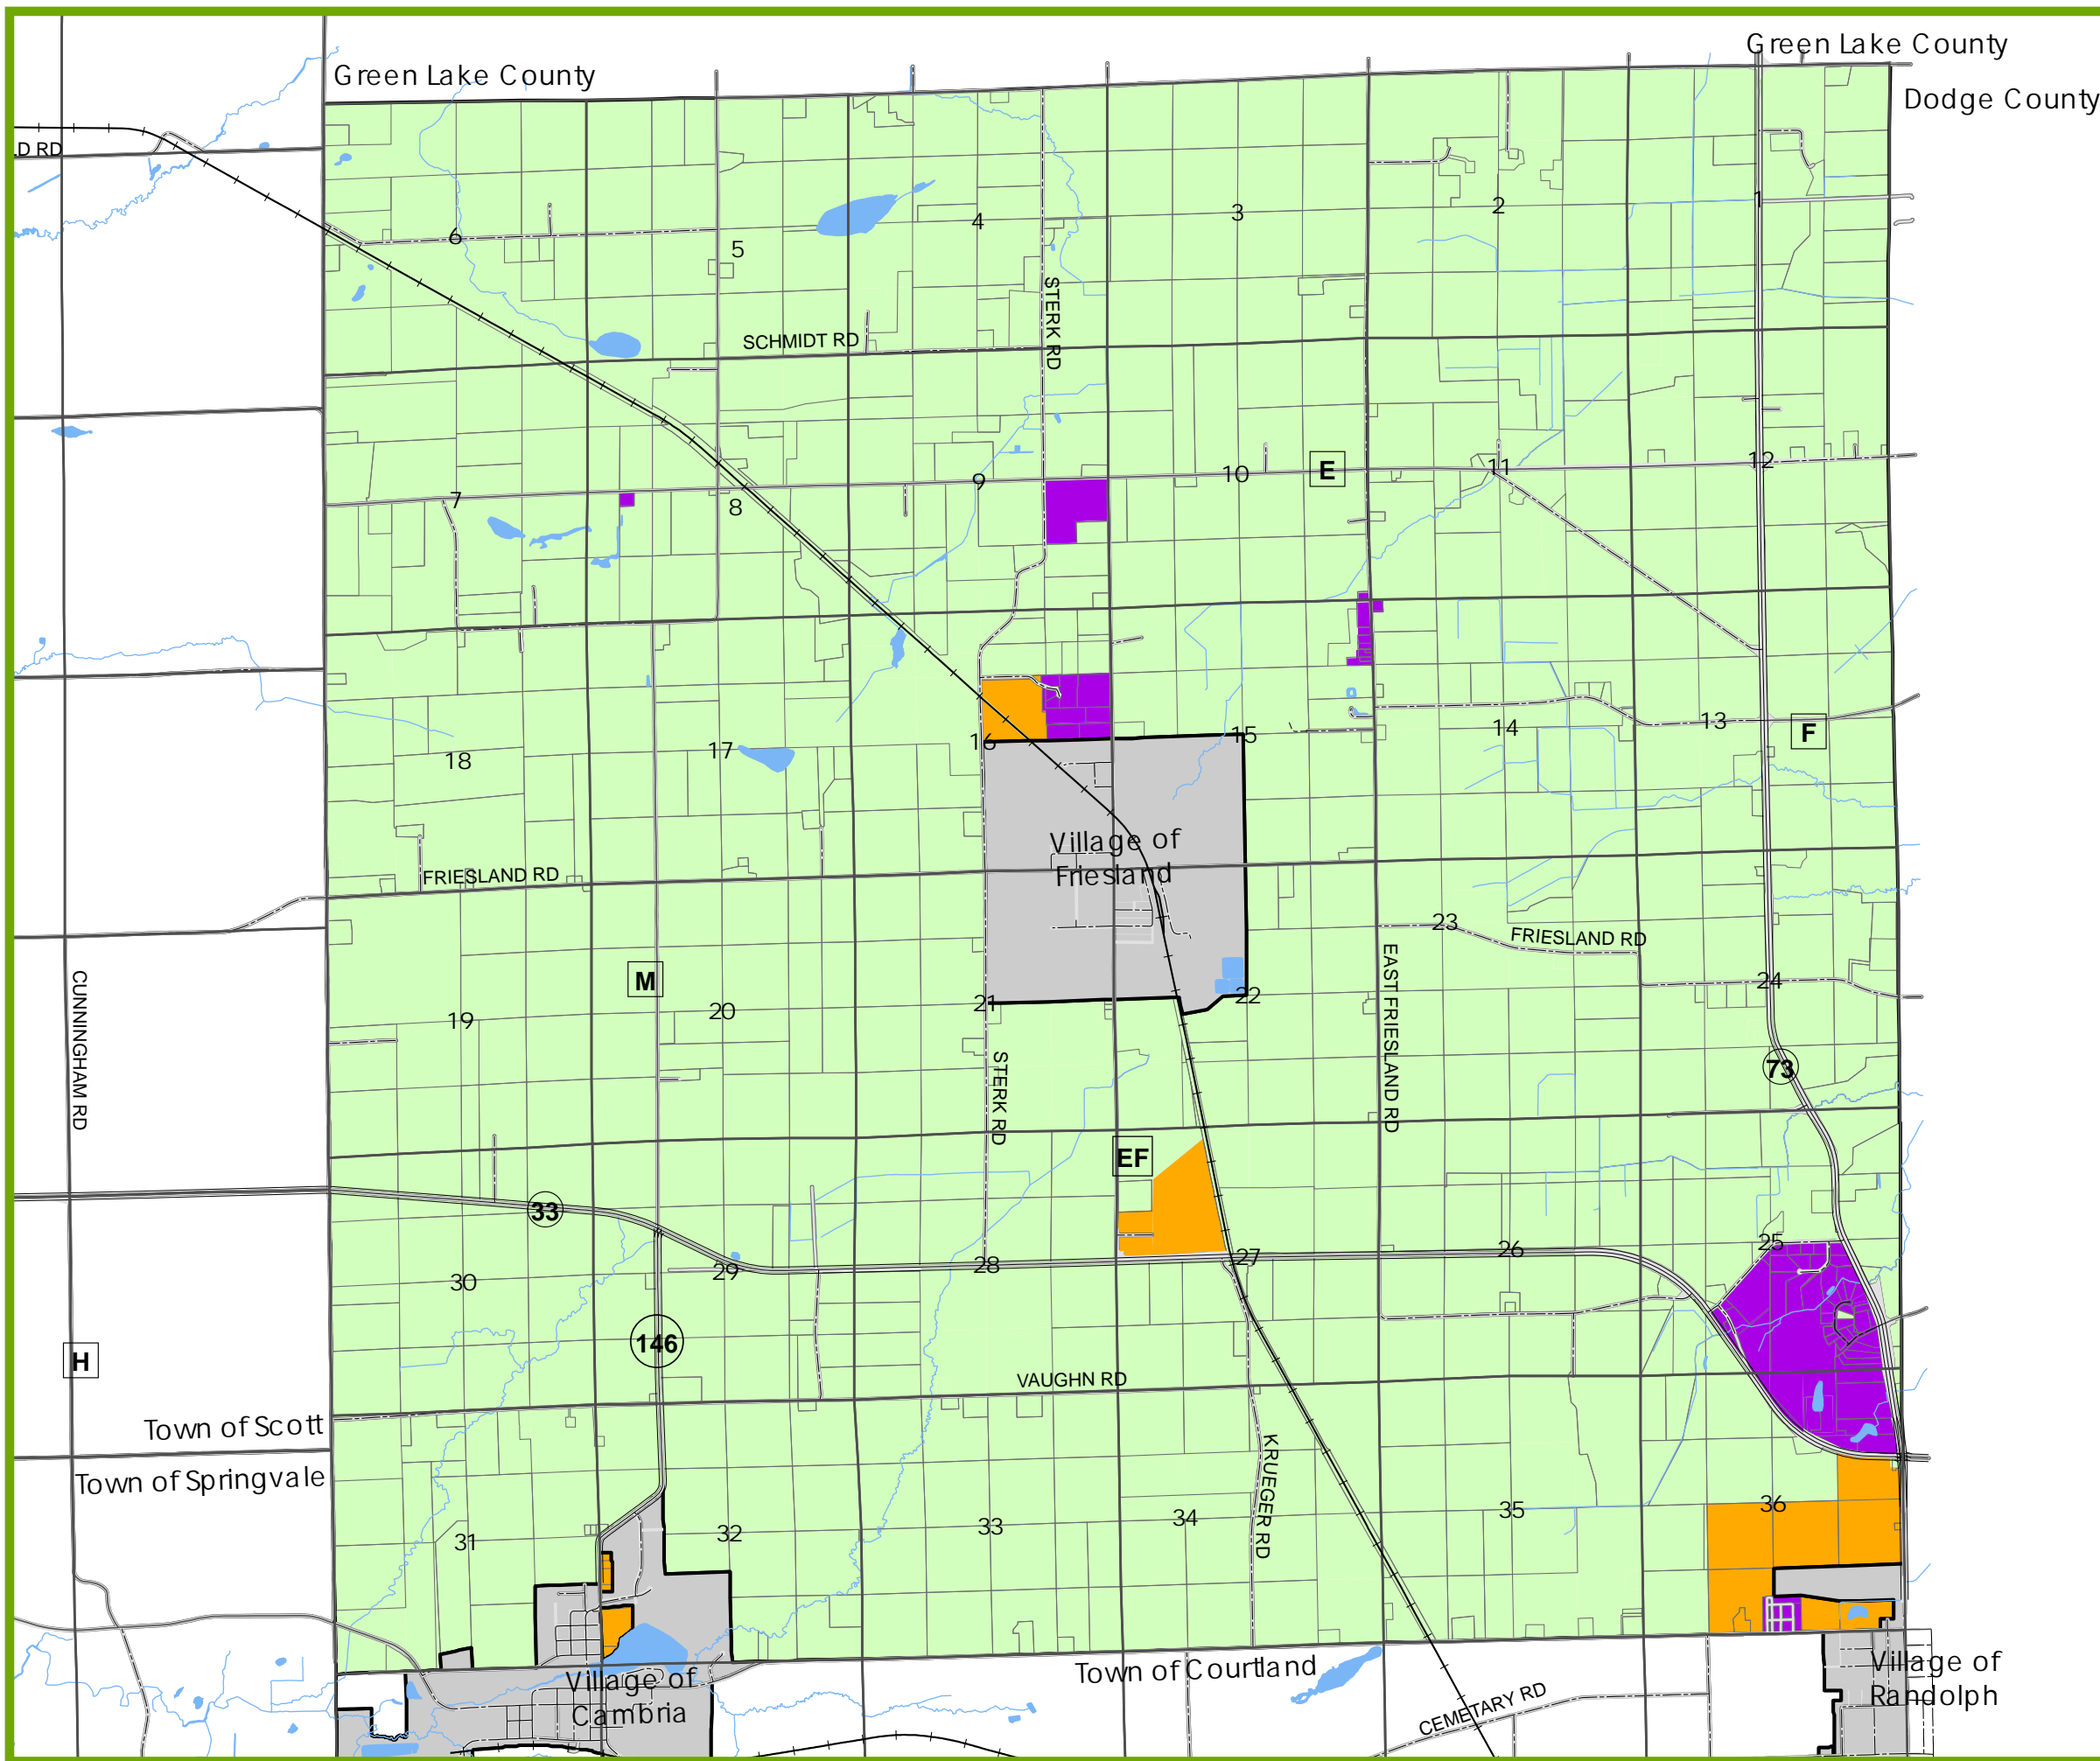 Green Lake County
Green Lake County
Dodge County
LD RD
6
5
4
3
2
1
STERK RD
SCHMIDT RD
7
8
9
10
E
11
12
18
17
16
15
14
13
F
Village of
Friesland
FRIESLAND RD
CUNNINGHAM RD
M
19
20
21
22
23
FRIESLAND RD
24
EAST FRIESLAND RD
STERK RD
73
EF
33
30
29
28
27
26
25
146
H
VAUGHN RD
Town of Scott
Town of Springvale
KRUEGER RD
31
32
33
34
35
36
Village of
Cambria
Town of Courtland
CEMETARY RD
Village of
Randolph